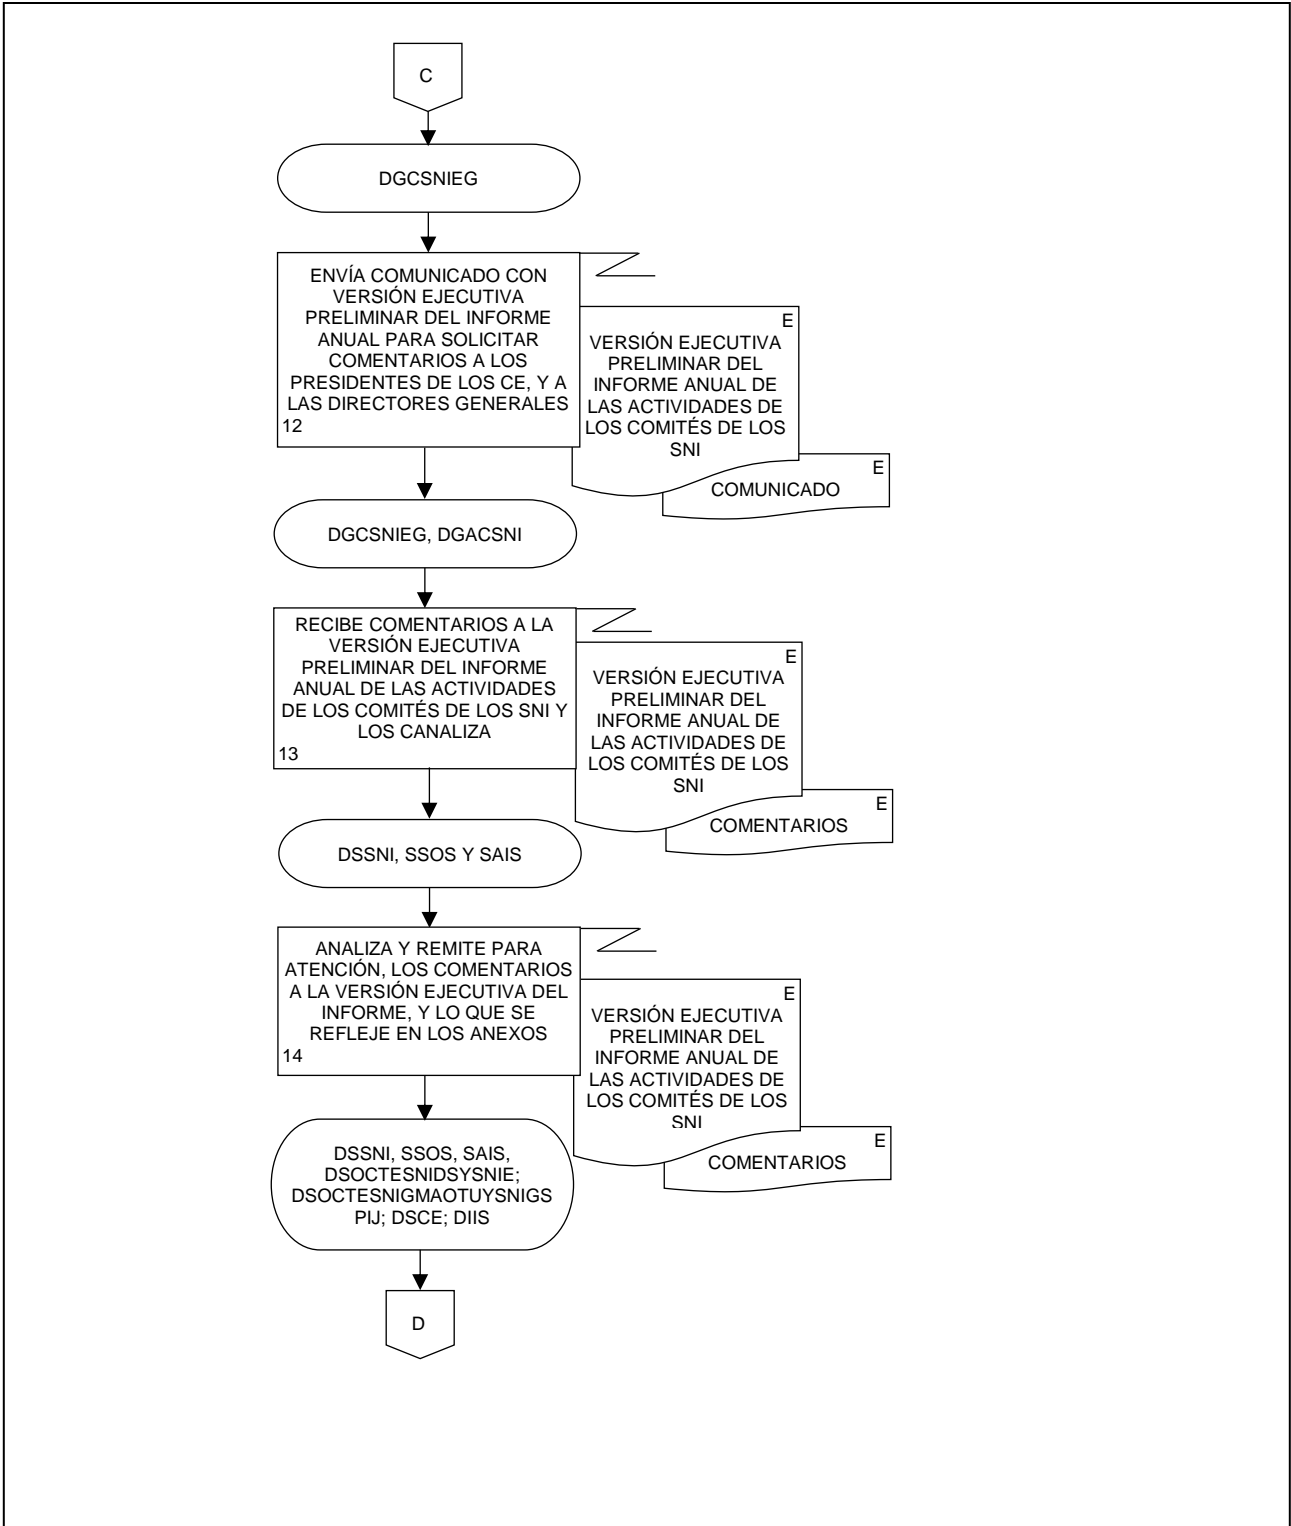 C
DGCSNIEG
ENVÍA COMUNICADO CON
VERSIÓN EJECUTIVA
PRELIMINAR DEL INFORME
ANUAL PARA SOLICITAR
COMENTARIOS A LOS
PRESIDENTES DE LOS CE, Y A
LAS DIRECTORES GENERALES
12
E
VERSIÓN EJECUTIVA
PRELIMINAR DEL
INFORME ANUAL DE
LAS ACTIVIDADES DE
LOS COMITÉS DE LOS
SNI
E
COMUNICADO
DGCSNIEG, DGACSNI
RECIBE COMENTARIOS A LA
VERSIÓN EJECUTIVA
PRELIMINAR DEL INFORME
ANUAL DE LAS ACTIVIDADES
DE LOS COMITÉS DE LOS SNI Y
LOS CANALIZA
13
E
VERSIÓN EJECUTIVA
PRELIMINAR DEL
INFORME ANUAL DE
LAS ACTIVIDADES DE
LOS COMITÉS DE LOS
SNI
E
COMENTARIOS
DSSNI, SSOS Y SAIS
ANALIZA Y REMITE PARA
ATENCIÓN, LOS COMENTARIOS
A LA VERSIÓN EJECUTIVA DEL
INFORME, Y LO QUE SE
REFLEJE EN LOS ANEXOS
14
E
VERSIÓN EJECUTIVA
PRELIMINAR DEL
INFORME ANUAL DE
LAS ACTIVIDADES DE
LOS COMITÉS DE LOS
SNI
E
COMENTARIOS
DSSNI, SSOS, SAIS,
DSOCTESNIDSYSNIE;
DSOCTESNIGMAOTUYSNIGS
PIJ; DSCE; DIIS
D